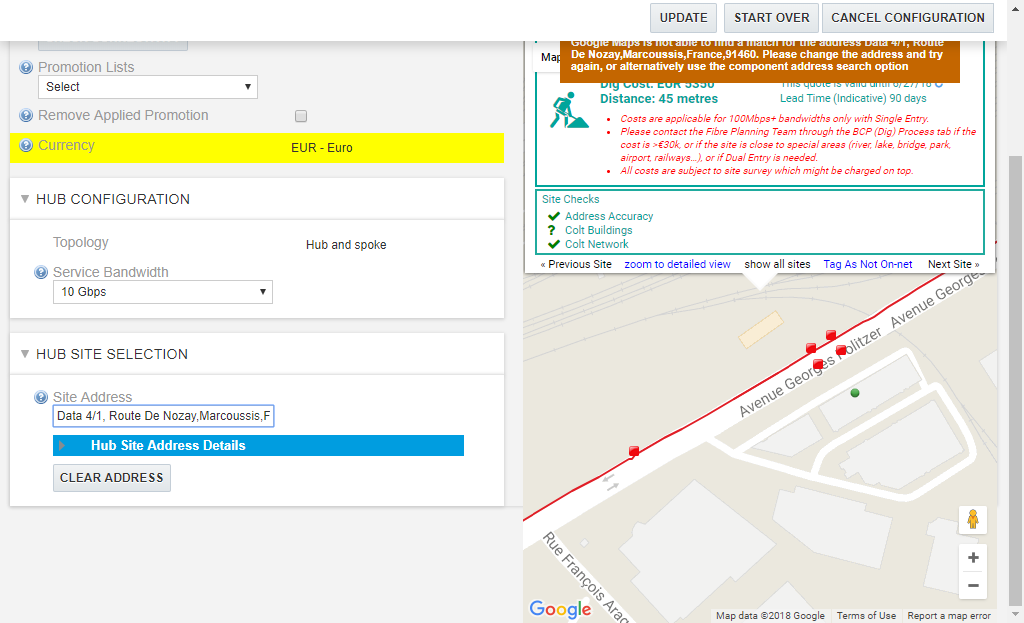 UPDATE
START OVER
CANCEL CONFIGURATION
Promotion Lists
Select
Remove Applied Promotion
Currency
EUR - Euro
HUB CONFIGURATION
Topology
Hub and spoke
Service Bandwidth
10 Gbps
HUB SITE SELECTION
Site Address
Data 4/1, Route De Nozay,Marcoussis,F
Hub Site Address Details
CLEAR ADDRESS
Google Maps is not able to find a match for the address Data 4/1, Route
De Nozay,Marcoussis,France,91460. Please change the address and try
again, or alternatively use the component address search option
Map
Dig Cost: EUR 5350
Distance: 45 metres
This quote is valid until 6/27/18
Lead Time (Indicative) 90 days
Costs are applicable for 100Mbps+ bandwidths only with Single Entry.
Please contact the Fibre Planning Team through the BCP (Dig) Process tab if the
cost is >€30k, or if the site is close to special areas (river, lake, bridge, park,
airport, railways...), or if Dual Entry is needed.
All costs are subject to site survey which might be charged on top.
Site Checks
Address Accuracy
? Colt Buildings
Colt Network
« Previous Site
zoom to detailed view
show all sites
Tag As Not On-net
Next Site »
Avenue Georges
Avenue Georges Politzer
Rue François Arag
Google
Map data ©2018 Google
Terms of Use
Report a map error